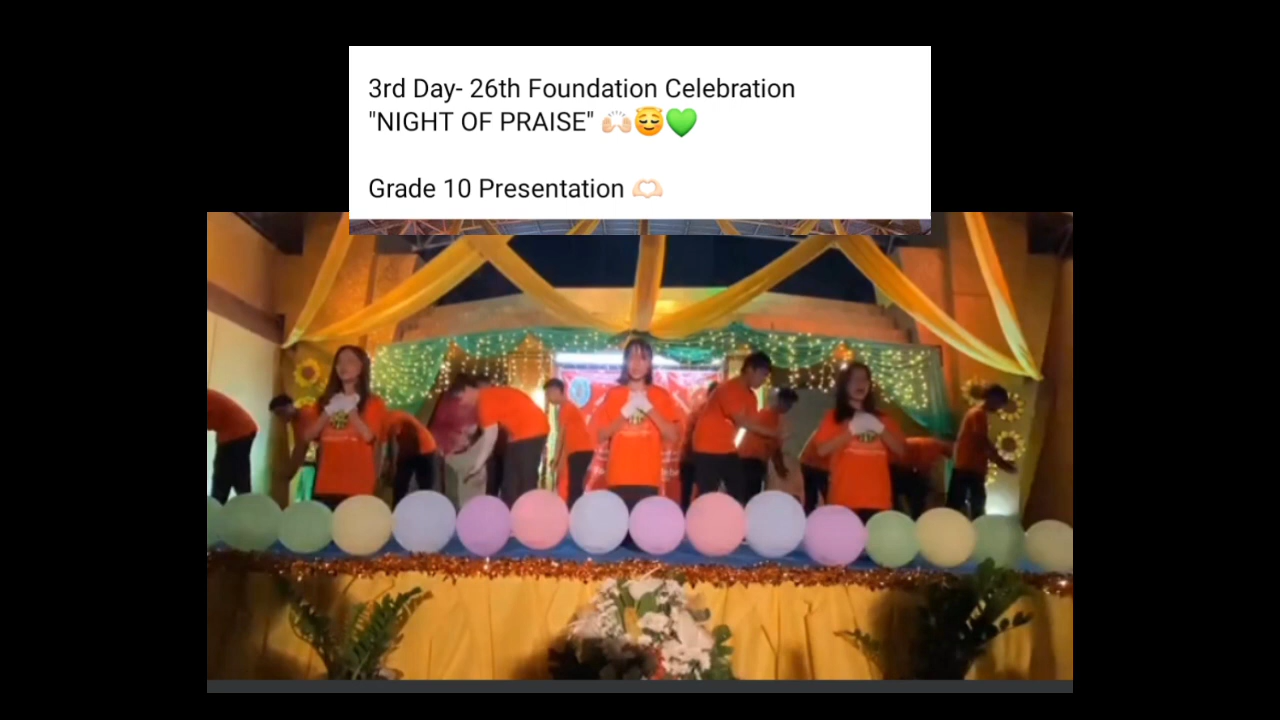 3rd Day- 26th Foundation Celebration
"NIGHT OF PRAISE" 🙌🏻😇💚
Grade 10 Presentation 🫶🏻